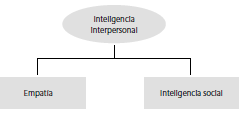 Inteligencia
Interpersonal
Empatía
Inteligencia social